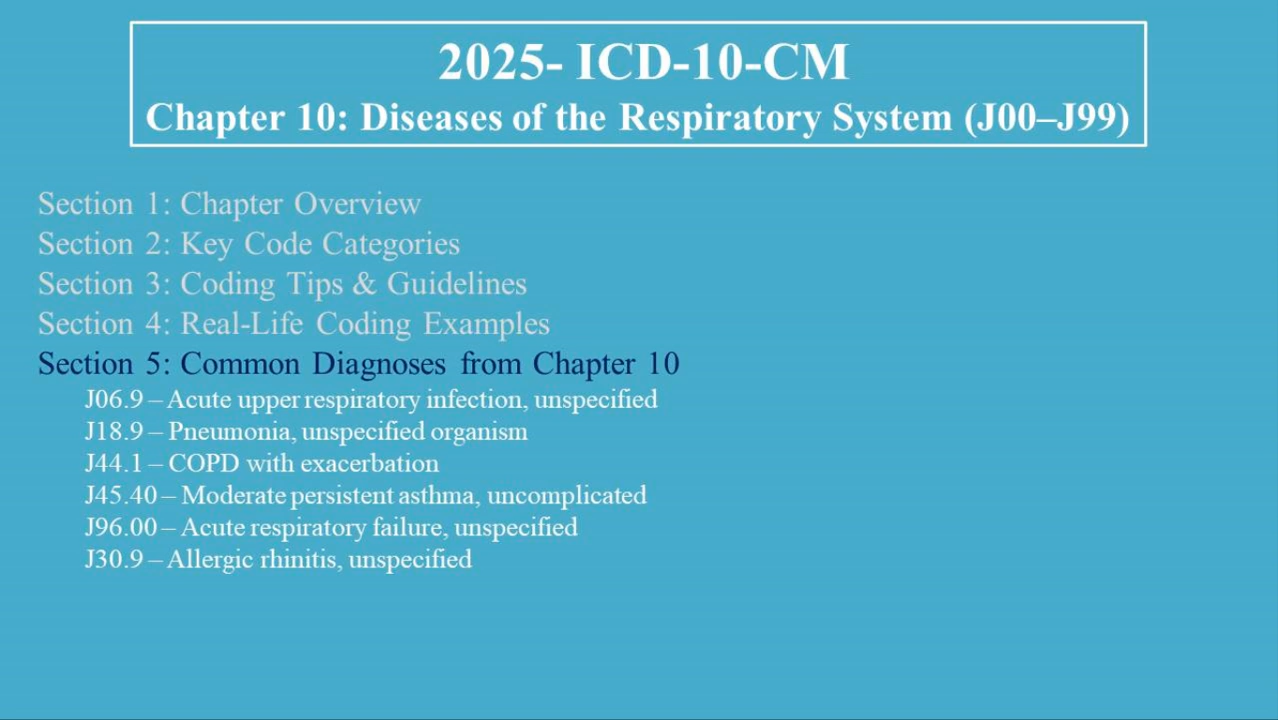 2025- ICD-10-CM
Chapter 10: Diseases of the Respiratory System (J00–J99)
Section 1: Chapter Overview
Section 2: Key Code Categories
Section 3: Coding Tips & Guidelines
Section 4: Real-Life Coding Examples
Section 5: Common Diagnoses from Chapter 10
J06.9 – Acute upper respiratory infection, unspecified
J18.9 – Pneumonia, unspecified organism
J44.1 – COPD with exacerbation
J45.40 – Moderate persistent asthma, uncomplicated
J96.00 – Acute respiratory failure, unspecified
J30.9 – Allergic rhinitis, unspecified